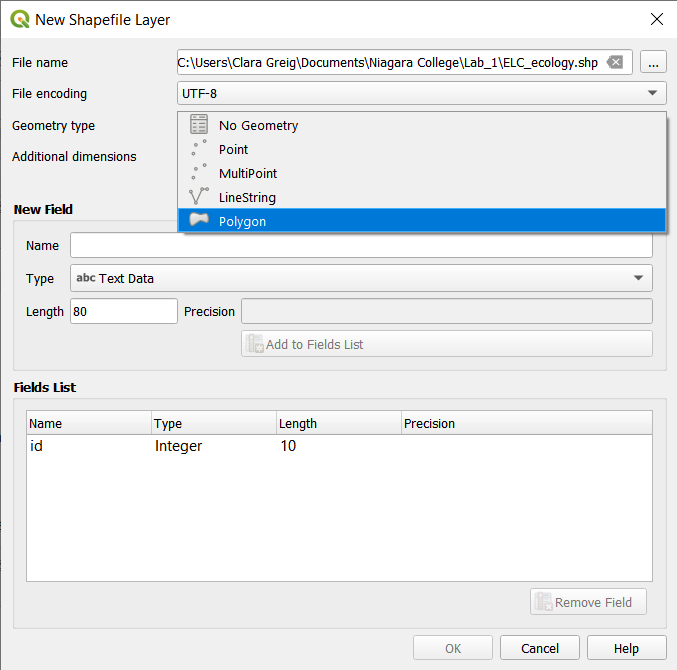 New Shapefile Layer
File name C:\Users\Clara Greig\Documents\Niagara College\Lab_1\ELC_ecology.shp ...
File encoding UTF-8
Geometry type No Geometry
Point
Additional dimensions
MultiPoint
LineString
New Field
Polygon
Name
Type abc Text Data
Length 80 Precision
Add to Fields List
Fields List
Name Type Length Precision
id Integer 10
Remove Field
OK Cancel Help